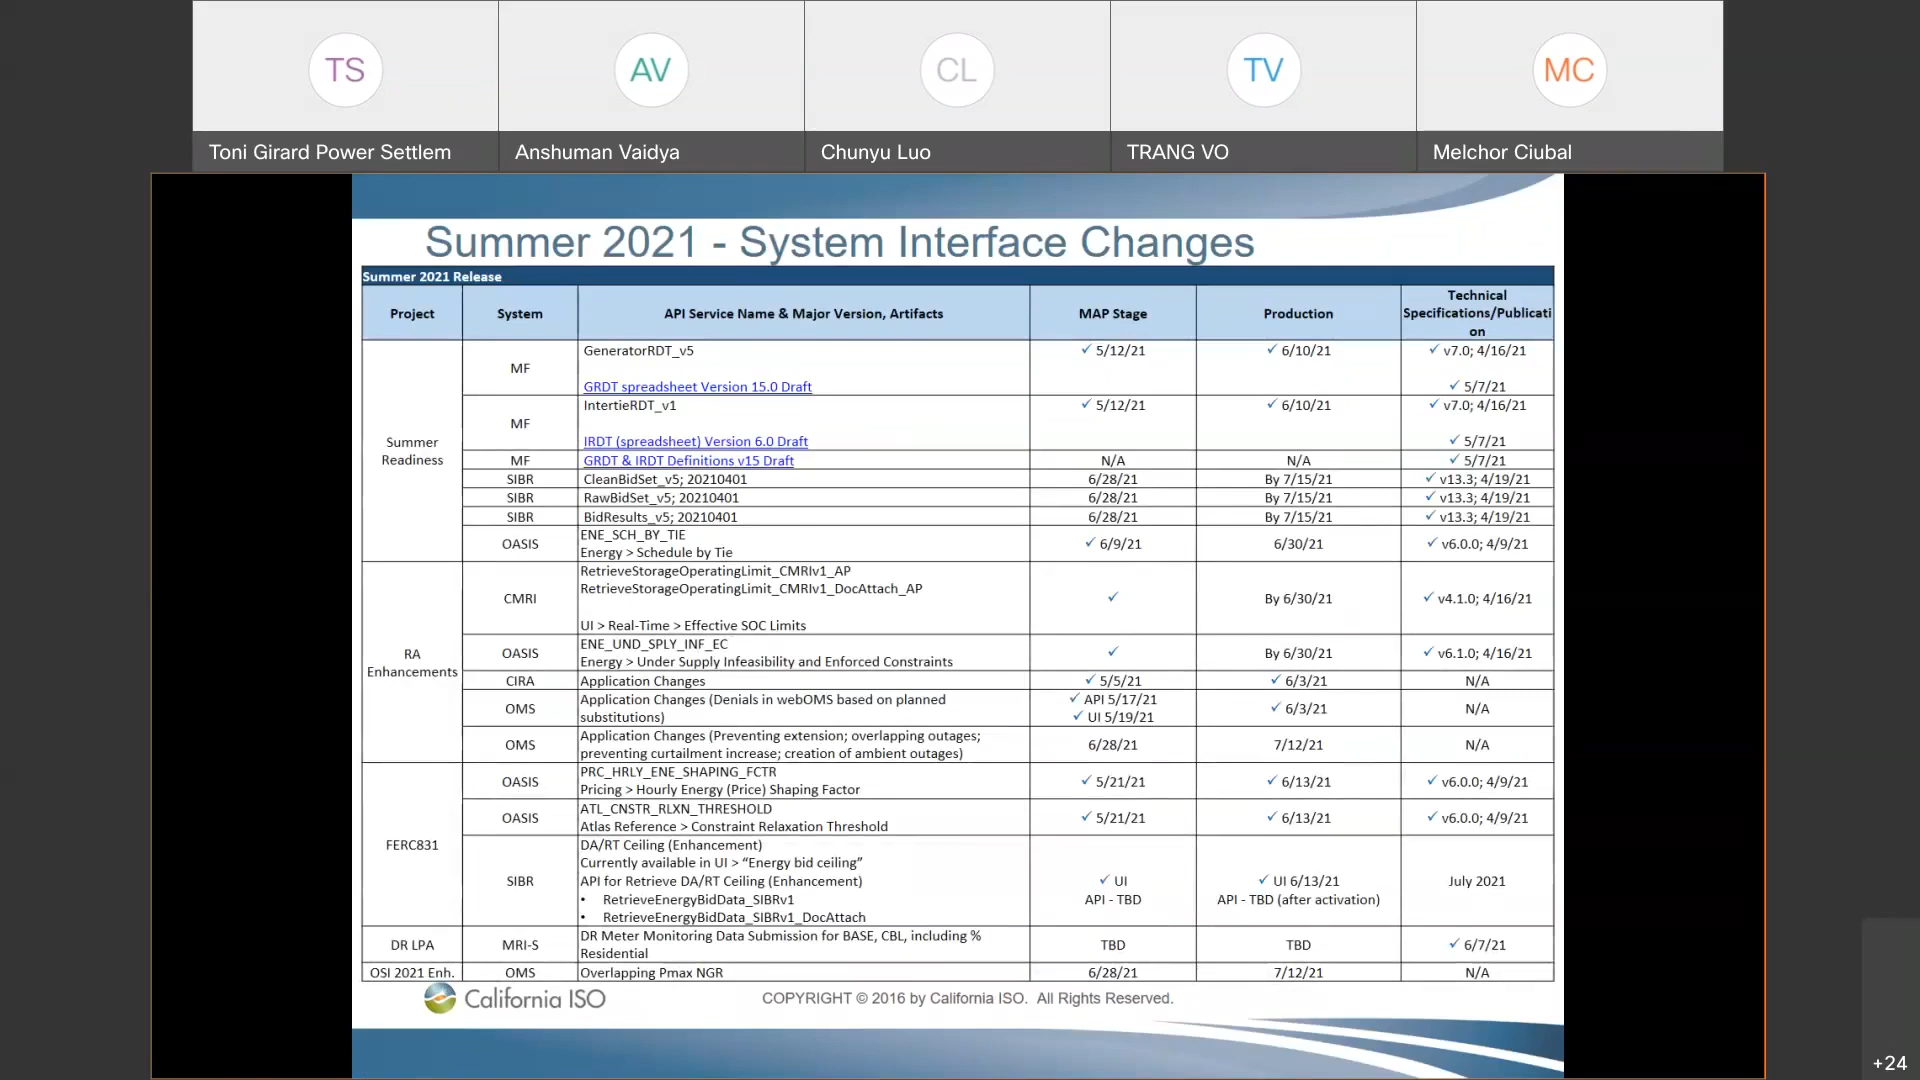 TS
AV
CL
TV
MC
Toni Girard Power Settlem
Anshuman Vaidya
Chunyu Luo
TRANG VO
Melchor Ciubal
Summer 2021 - System Interface Changes
Summer 2021 Release
Project
System
API Service Name & Major Version, Artifacts
MAP Stage
Production
Technical
Specifications/Publicati
on
Summer
Readiness
MF
GeneratorRDT_v5
GRDT spreadsheet Version 15.0 Draft
✓ 5/12/21
✓ 6/10/21
✓ v7.0; 4/16/21
✓ 5/7/21
MF
IntertieRDT_v1
IRDT (spreadsheet) Version 6.0 Draft
✓ 5/12/21
✓ 6/10/21
✓ v7.0; 4/16/21
✓ 5/7/21
MF
GRDT & IRDT Definitions v15 Draft
N/A
N/A
✓ 5/7/21
SIBR
CleanBidSet_v5; 20210401
6/28/21
By 7/15/21
✓ v13.3; 4/19/21
SIBR
RawBidSet_v5; 20210401
6/28/21
By 7/15/21
✓ v13.3; 4/19/21
SIBR
BidResults_v5; 20210401
6/28/21
By 7/15/21
✓ v13.3; 4/19/21
OASIS
ENE_SCH_BY_TIE
Energy > Schedule by Tie
✓ 6/9/21
6/30/21
✓ v6.0.0; 4/9/21
RA
Enhancements
CMRI
RetrieveStorageOperatingLimit_CMRIv1_AP
RetrieveStorageOperatingLimit_CMRIv1_DocAttach_AP
UI > Real-Time > Effective SOC Limits
✓
By 6/30/21
✓ v4.1.0; 4/16/21
OASIS
ENE_UND_SPLY_INF_EC
Energy > Under Supply Infeasibility and Enforced Constraints
✓
By 6/30/21
✓ v6.1.0; 4/16/21
CIRA
Application Changes
✓ 5/5/21
✓ 6/3/21
N/A
OMS
Application Changes (Denials in webOMS based on planned
substitutions)
✓ API 5/17/21
✓ UI 5/19/21
✓ 6/3/21
N/A
OMS
Application Changes (Preventing extension; overlapping outages;
preventing curtailment increase; creation of ambient outages)
6/28/21
7/12/21
N/A
FERC831
OASIS
PRC_HRLY_ENE_SHAPING_FCTR
Pricing > Hourly Energy (Price) Shaping Factor
✓ 5/21/21
✓ 6/13/21
✓ v6.0.0; 4/9/21
OASIS
ATL_CNSTR_RLXN_THRESHOLD
Atlas Reference > Constraint Relaxation Threshold
✓ 5/21/21
✓ 6/13/21
✓ v6.0.0; 4/9/21
SIBR
DA/RT Ceiling (Enhancement)
Currently available in UI > “Energy bid ceiling”
API for Retrieve DA/RT Ceiling (Enhancement)
• RetrieveEnergyBidData_SIBRv1
• RetrieveEnergyBidData_SIBRv1_DocAttach
✓ UI
API - TBD
✓ UI 6/13/21
API - TBD (after activation)
July 2021
DR LPA
MRI-S
DR Meter Monitoring Data Submission for BASE, CBL, including %
Residential
TBD
TBD
✓ 6/7/21
OSI 2021 Enh.
OMS
Overlapping Pmax NGR
6/28/21
7/12/21
N/A
California ISO
COPYRIGHT © 2016 by California ISO. All Rights Reserved.
+24